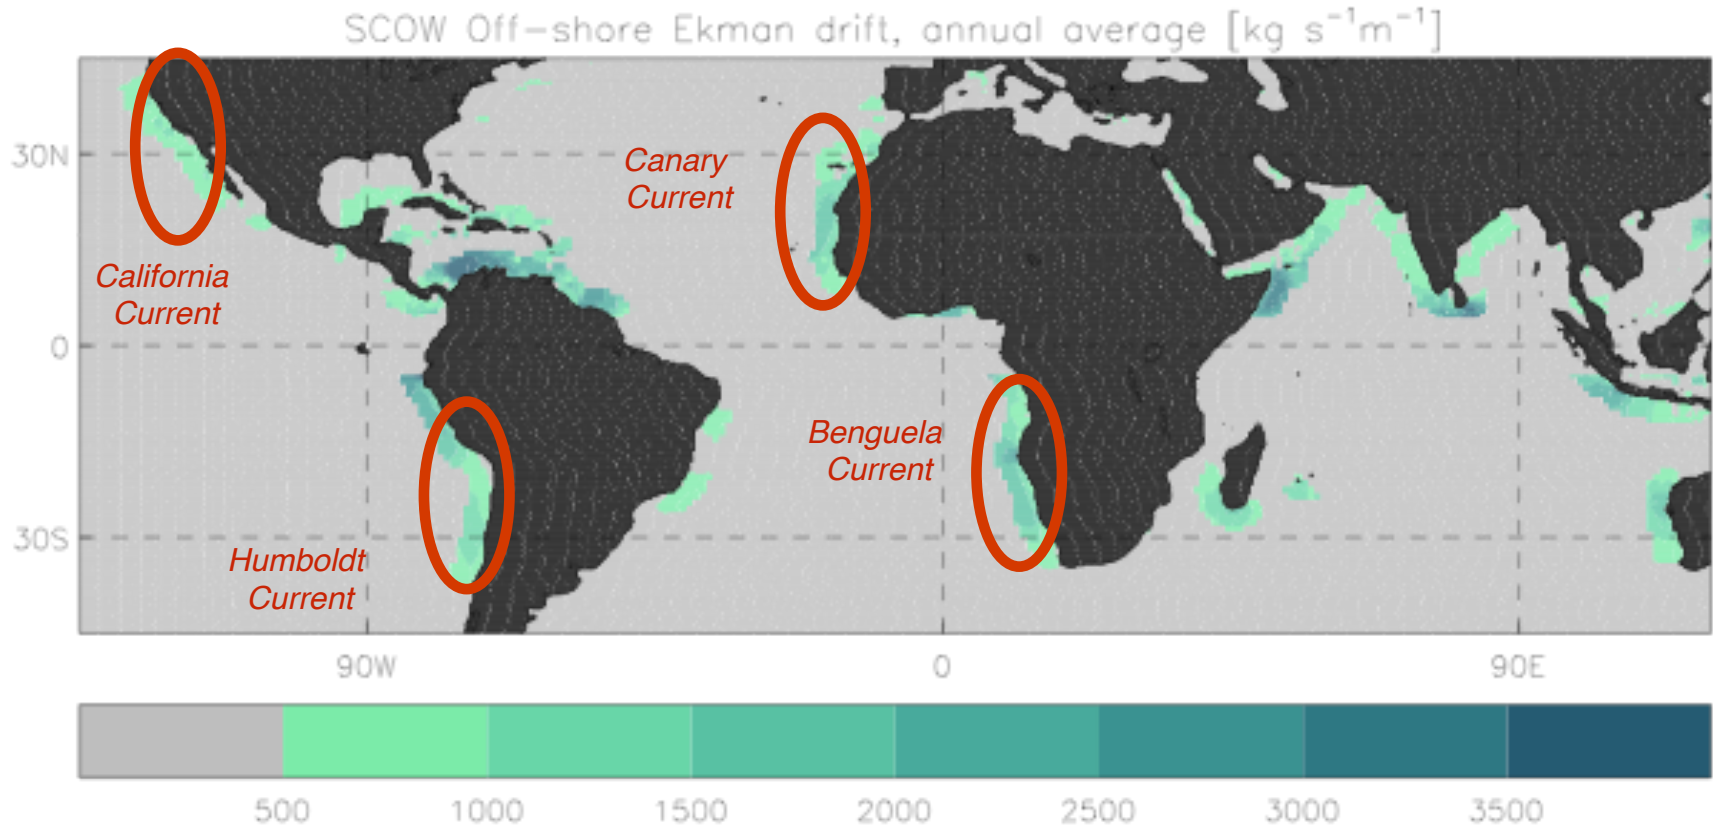 SCOW Off-shore Ekman drift, annual average [kg s⁻¹m⁻¹]
30N
Canary
Current
California
Current
0
Benguela
Current
30S
Humboldt
Current
90W 0 90E
500 1000 1500 2000 2500 3000 3500